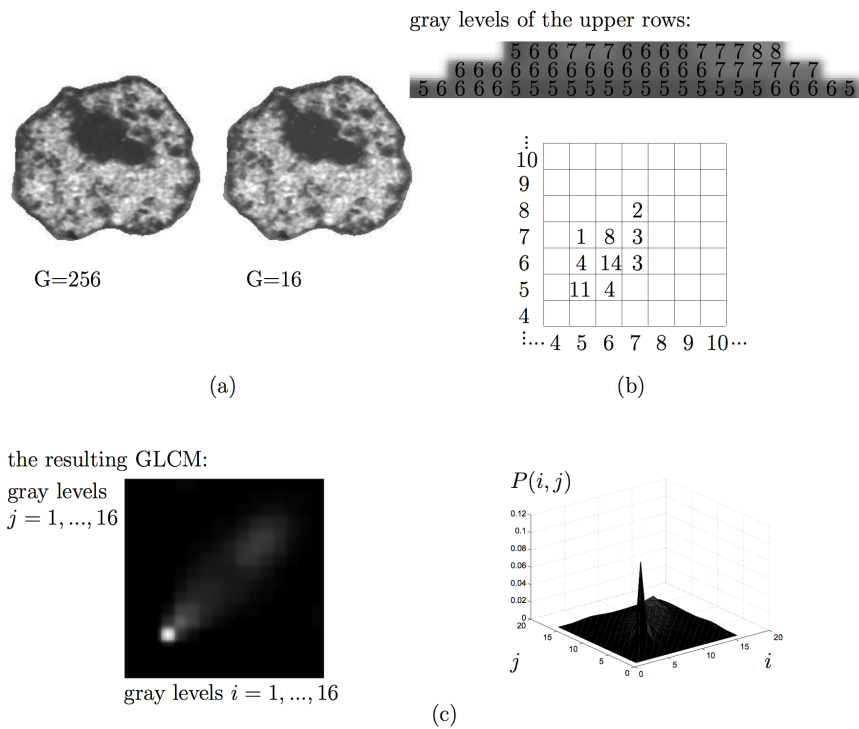 gray levels of the upper rows:
5 6 6 7 7 7 6 6 6 6 7 7 7 8 8
6 6 6 6 6 6 6 6 6 6 6 6 6 6 7 7 7 7 7 7
5 6 6 6 6 5 5 5 5 5 5 5 5 5 5 5 5 5 5 6 6 6 6 5
G=256
G=16
(a)
⋮
10
9
8 2
7 1 8 3
6 4 14 3
5 11 4
4
⋮... 4 5 6 7 8 9 10...
(b)
the resulting GLCM:
gray levels
j = 1, ..., 16
gray levels i = 1, ..., 16
P(i, j)
0.12
0.1
0.08
0.06
0.04
0.02
0
20
15
10
5
0
0
5
10
15
20
j
i
(c)